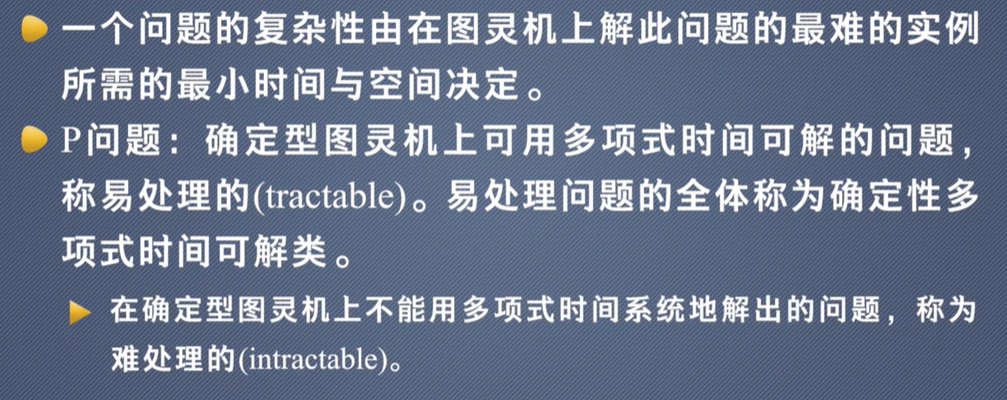 一个问题的复杂性由在图灵机上解此问题的最难的实例
所需的最小时间与空间决定。
P问题：确定型图灵机上可用多项式时间可解的问题，
称易处理的(tractable)。易处理问题的全体称为确定性多
项式时间可解类。
在确定型图灵机上不能用多项式时间系统地解出的问题，称为
难处理的(intractable)。